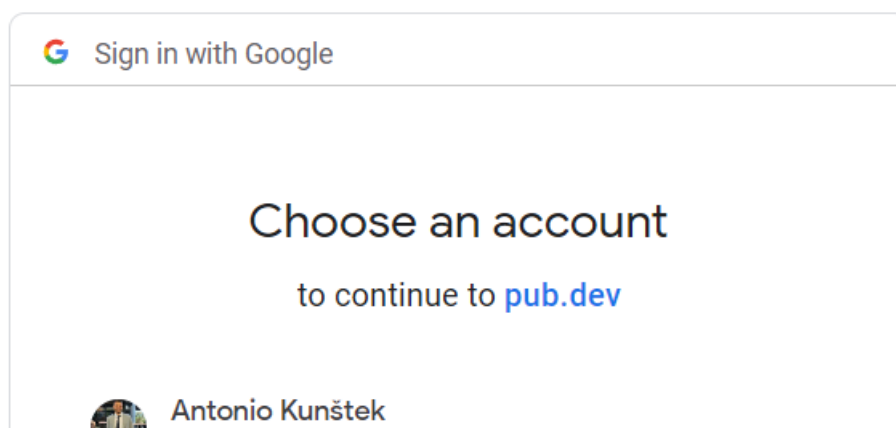 Sign in with Google
Choose an account
to continue to pub.dev
Antonio Kunštek